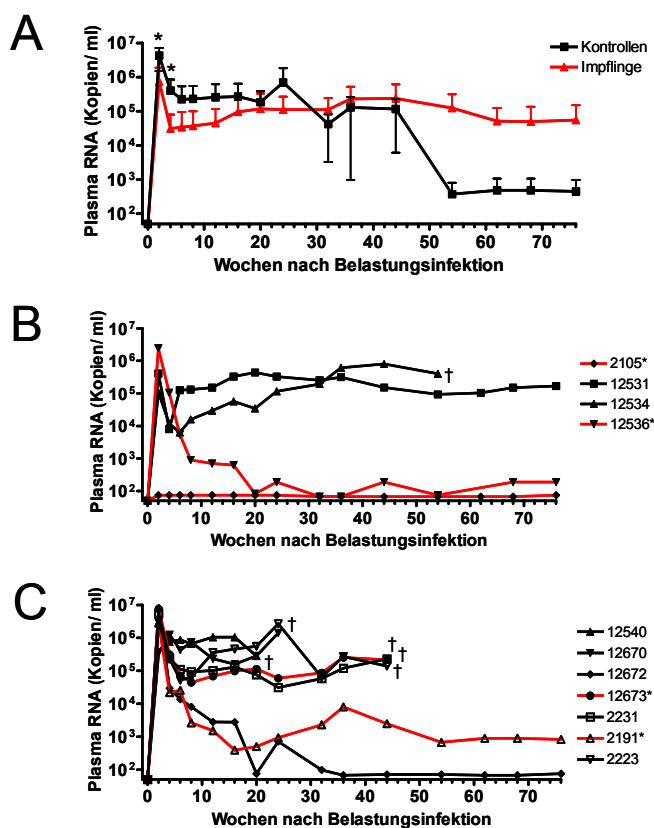 A
* *
Kontrollen
Impflinge
Plasma RNA (Kopien/ ml)
10⁷
10⁶
10⁵
10⁴
10³
10²
0 10 20 30 40 50 60 70
Wochen nach Belastungsinfektion
B
Plasma RNA (Kopien/ ml)
10⁷
10⁶
10⁵
10⁴
10³
10²
†
2105*
12531
12534
12536*
0 10 20 30 40 50 60 70
Wochen nach Belastungsinfektion
C
Plasma RNA (Kopien/ ml)
10⁷
10⁶
10⁵
10⁴
10³
10²
†
†
†
†
†
12540
12670
12672
12673*
2231
2191*
2223
0 10 20 30 40 50 60 70
Wochen nach Belastungsinfektion